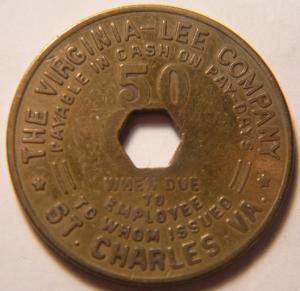 THE VIRGINIA-LEE COMPANY
PAYABLE IN CASH ON PAY-DAYS
50
WHEN DUE
TO
EMPLOYEE
TO WHOM ISSUED
ST. CHARLES, VA.